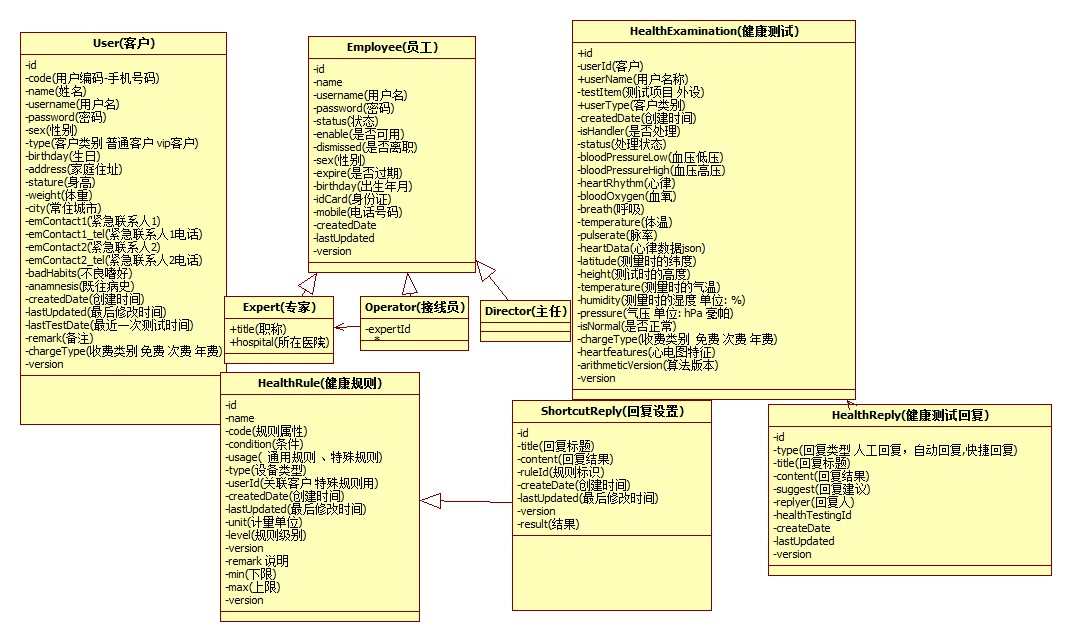 User(客户)
-id
-code(用户编码-手机号码)
-name(姓名)
-username(用户名)
-password(密码)
-sex(性别)
-type(客户类别 普通客户 vip客户)
-birthday(生日)
-address(家庭住址)
-stature(身高)
-weight(体重)
-city(常住城市)
-emContact1(紧急联系人1)
-emContact1_tel(紧急联系人1电话)
-emContact2(紧急联系人2)
-emContact2_tel(紧急联系人2电话)
-badHabits(不良嗜好)
-anamnesis(既往病史)
-createdDate(创建时间)
-lastUpdated(最后修改时间)
-lastTestDate(最近一次测试时间)
-remark(备注)
-chargeType(收费类别 免费 次费 年费)
-version
Employee(员工)
-id
-name
-username(用户名)
-password(密码)
-status(状态)
-enable(是否可用)
-dismissed(是否离职)
-sex(性别)
-expire(是否过期)
-birthday(出生年月)
-idCard(身份证)
-mobile(电话号码)
-createdDate
-lastUpdated
-version
HealthExamination(健康测试)
+id
-userId(客户)
+userName(用户名称)
-testItem(测试项目 外设)
+userType(客户类别)
-createdDate(创建时间)
-isHandler(是否处理)
-status(处理状态)
-bloodPressureLow(血压低压)
-bloodPressureHigh(血压高压)
-heartRhythm(心律)
-bloodOxygen(血氧)
-breath(呼吸)
-temperature(体温)
-pulserate(脉率)
-heartData(心律数据json)
-latitude(测量时的纬度)
-height(测试时的高度)
-temperature(测量时的气温)
-humidity(测量时的湿度 单位: %)
-pressure(气压 单位: hPa 毫帕)
-isNormal(是否正常)
-chargeType(收费类别 免费 次费 年费)
-heartfeatures(心电图特征)
-arithmeticVersion(算法版本)
-version
Expert(专家)
+title(职称)
+hospital(所在医院)
Operator(接线员)
-expertId
*
Director(主任)
HealthRule(健康规则)
-id
-name
-code(规则属性)
-condition(条件)
-usage( 通用规则 、特殊规则)
-type(设备类型)
-userId(关联客户 特殊规则用)
-createdDate(创建时间)
-lastUpdated(最后修改时间)
-unit(计量单位)
-level(规则级别)
-version
-remark 说明
-min(下限)
-max(上限)
-version
ShortcutReply(回复设置)
-id
-title(回复标题)
-content(回复结果)
-ruleId(规则标识)
-createDate(创建时间)
-lastUpdated(最后修改时间)
-version
-result(结果)
HealthReply(健康测试回复)
-id
-type(回复类型 人工回复，自动回复,快捷回复)
-title(回复标题)
-content(回复结果)
-suggest(回复建议)
-replyer(回复人)
-healthTestingId
-createDate
-lastUpdated
-version